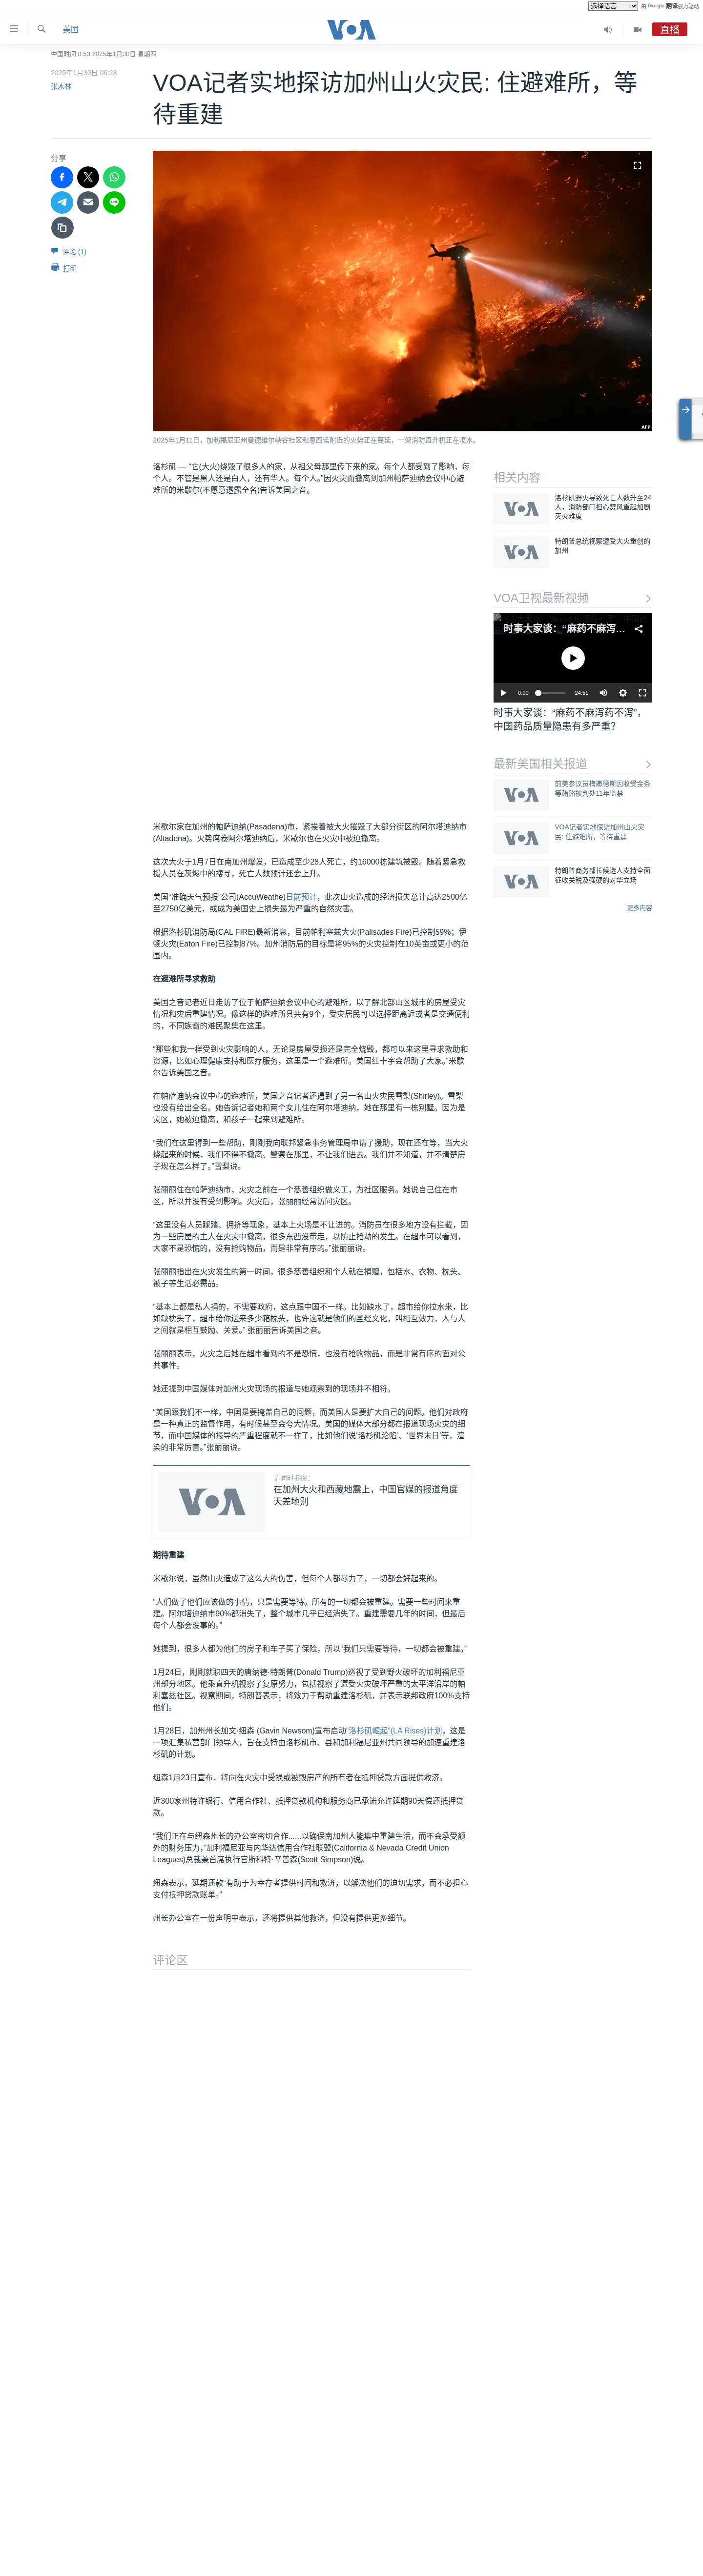 选择语言 由 Google 翻译强力驱动
美国
VOA
直播
中国时间 8:53 2025年1月30日 星期四
2025年1月30日 06:28
张木林
VOA记者实地探访加州山火灾民: 住避难所，等
待重建
分享
评论 (1)
打印
AFP
2025年1月11日，加利福尼亚州曼德维尔峡谷社区和恩西诺附近的火势正在蔓延，一架消防直升机正在喷水。
洛杉矶 — “它(大火)烧毁了很多人的家，从祖父母那里传下来的家。每个人都受到了影响，每
个人。不管是黑人还是白人，还有华人。每个人。”因火灾而撤离到加州帕萨迪纳会议中心避
难所的米歇尔(不愿意透露全名)告诉美国之音。
米歇尔家在加州的帕萨迪纳(Pasadena)市，紧挨着被大火摧毁了大部分街区的阿尔塔迪纳市
(Altadena)。火势席卷阿尔塔迪纳后，米歇尔也在火灾中被迫撤离。
这次大火于1月7日在南加州爆发，已造成至少28人死亡，约16000栋建筑被毁。随着紧急救
援人员在灰烬中的搜寻，死亡人数预计还会上升。
美国“准确天气预报”公司(AccuWeathe)日前预计，此次山火造成的经济损失总计高达2500亿
至2750亿美元，或成为美国史上损失最为严重的自然灾害。
根据洛杉矶消防局(CAL FIRE)最新消息，目前帕利塞兹大火(Palisades Fire)已控制59%；伊
顿火灾(Eaton Fire)已控制87%。加州消防局的目标是将95%的火灾控制在10英亩或更小的范
围内。
在避难所寻求救助
美国之音记者近日走访了位于帕萨迪纳会议中心的避难所，以了解北部山区城市的房屋受灾
情况和灾后重建情况。像这样的避难所县共有9个，受灾居民可以选择距离近或者是交通便利
的，不同族裔的难民聚集在这里。
“那些和我一样受到火灾影响的人，无论是房屋受损还是完全烧毁，都可以来这里寻求救助和
资源，比如心理健康支持和医疗服务，这里是一个避难所。美国红十字会帮助了大家。”米歇
尔告诉美国之音。
在帕萨迪纳会议中心的避难所，美国之音记者还遇到了另一名山火灾民雪梨(Shirley)。雪梨
也没有给出全名。她告诉记者她和两个女儿住在阿尔塔迪纳，她在那里有一栋别墅。因为是
灾区，她被迫撤离，和孩子一起来到避难所。
“我们在这里得到一些帮助，刚刚我向联邦紧急事务管理局申请了援助，现在还在等，当大火
烧起来的时候，我们不得不撤离。警察在那里，不让我们进去。我们并不知道，并不清楚房
子现在怎么样了。”雪梨说。
张丽丽住在帕萨迪纳市，火灾之前在一个慈善组织做义工，为社区服务。她说自己住在市
区，所以并没有受到影响。火灾后，张丽丽经常访问灾区。
“这里没有人员踩踏、拥挤等现象，基本上火场是不让进的。消防员在很多地方设有拦截，因
为一些房屋的主人在火灾中撤离，很多东西没带走，以防止抢劫的发生。在超市可以看到，
大家不是恐慌的，没有抢购物品，而是非常有序的。”张丽丽说。
张丽丽指出在火灾发生的第一时间，很多慈善组织和个人就在捐赠，包括水、衣物、枕头、
被子等生活必需品。
“基本上都是私人捐的，不需要政府，这点跟中国不一样。比如缺水了，超市给你拉水来，比
如缺枕头了，超市给你送来多少箱枕头，也许这就是他们的圣经文化，叫相互效力，人与人
之间就是相互鼓励、关爱。” 张丽丽告诉美国之音。
张丽丽表示，火灾之后她在超市看到的不是恐慌，也没有抢购物品，而是非常有序的面对公
共事件。
她还提到中国媒体对加州火灾现场的报道与她观察到的现场并不相符。
“美国跟我们不一样，中国是要掩盖自己的问题，而美国人是要扩大自己的问题。他们对政府
是一种真正的监督作用，有时候甚至会夸大情况。美国的媒体大部分都在报道现场火灾的细
节，而中国媒体的报导的严重程度就不一样了，比如他们说‘洛杉矶沦陷’、‘世界末日’等，渲
染的非常厉害。”张丽丽说。
VOA
请同时参阅：
在加州大火和西藏地震上，中国官媒的报道角度
天差地别
期待重建
米歇尔说，虽然山火造成了这么大的伤害，但每个人都尽力了，一切都会好起来的。
“人们做了他们应该做的事情，只是需要等待。所有的一切都会被重建。需要一些时间来重
建。阿尔塔迪纳市90%都消失了，整个城市几乎已经消失了。重建需要几年的时间，但最后
每个人都会没事的。”
她提到，很多人都为他们的房子和车子买了保险，所以“我们只需要等待，一切都会被重建。”
1月24日，刚刚就职四天的唐纳德·特朗普(Donald Trump)巡视了受到野火破坏的加利福尼亚
州部分地区。他乘直升机视察了复原努力，包括视察了遭受火灾破坏严重的太平洋沿岸的帕
利塞兹社区。视察期间，特朗普表示，将致力于帮助重建洛杉矶，并表示联邦政府100%支持
他们。
1月28日，加州州长加文·纽森 (Gavin Newsom)宣布启动“洛杉矶崛起”(LA Rises)计划，这是
一项汇集私营部门领导人，旨在支持由洛杉矶市、县和加利福尼亚州共同领导的加速重建洛
杉矶的计划。
纽森1月23日宣布，将向在火灾中受损或被毁房产的所有者在抵押贷款方面提供救济。
近300家州特许银行、信用合作社、抵押贷款机构和服务商已承诺允许延期90天偿还抵押贷
款。
“我们正在与纽森州长的办公室密切合作......以确保南加州人能集中重建生活，而不会承受额
外的财务压力，”加利福尼亚与内华达信用合作社联盟(California & Nevada Credit Union
Leagues)总裁兼首席执行官斯科特·辛普森(Scott Simpson)说。
纽森表示，延期还款“有助于为幸存者提供时间和救济，以解决他们的迫切需求，而不必担心
支付抵押贷款账单。”
州长办公室在一份声明中表示，还将提供其他救济，但没有提供更多细节。
评论区
相关内容
VOA
洛杉矶野火导致死亡人数升至24
人，消防部门担心焚风重起加剧
灭火难度
VOA
特朗普总统视察遭受大火重创的
加州
VOA卫视最新视频
时事大家谈：“麻药不麻泻...
0:00
24:51
时事大家谈：“麻药不麻泻药不泻”，
中国药品质量隐患有多严重?
最新美国相关报道
VOA
前美参议员梅嫩德斯因收受金条
等贿赂被判处11年监禁
VOA
VOA记者实地探访加州山火灾
民: 住避难所，等待重建
VOA
特朗普商务部长候选人支持全面
征收关税及强硬的对华立场
更多内容